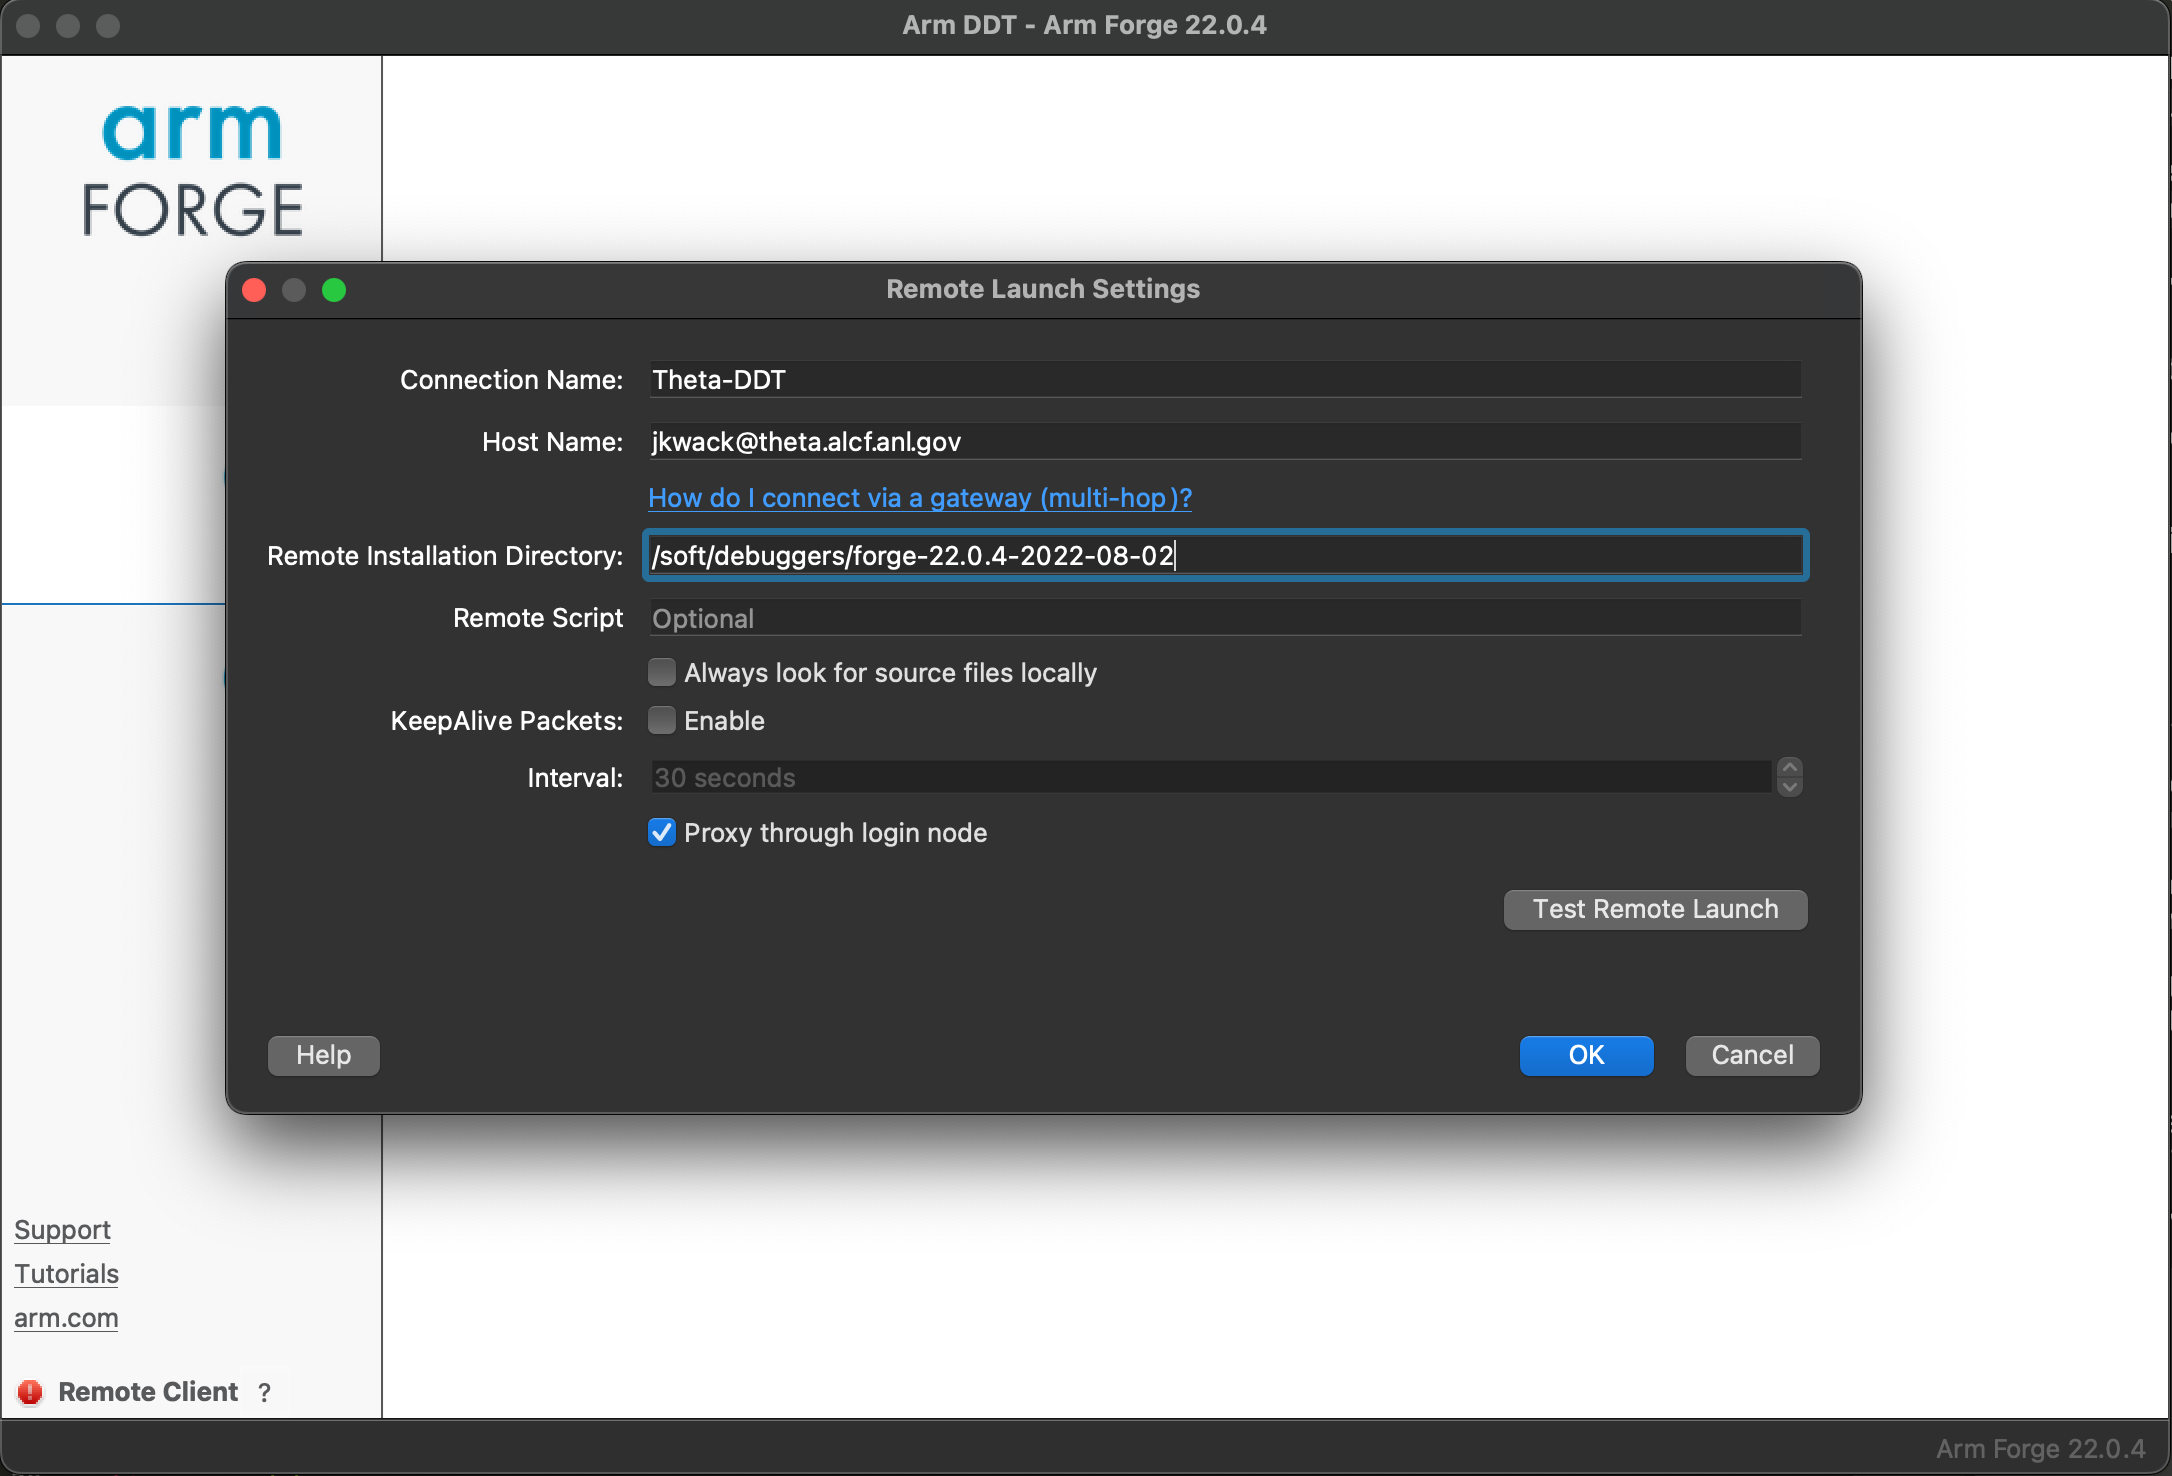 Arm DDT - Arm Forge 22.0.4
arm
FORGE
Remote Launch Settings
Connection Name: Theta-DDT
Host Name: jkwack@theta.alcf.anl.gov
How do I connect via a gateway (multi-hop)?
Remote Installation Directory: /soft/debuggers/forge-22.0.4-2022-08-02
Remote Script Optional
Always look for source files locally
KeepAlive Packets: Enable
Interval: 30 seconds
Proxy through login node
Test Remote Launch
Help OK Cancel
Support
Tutorials
arm.com
Remote Client ?
Arm Forge 22.0.4